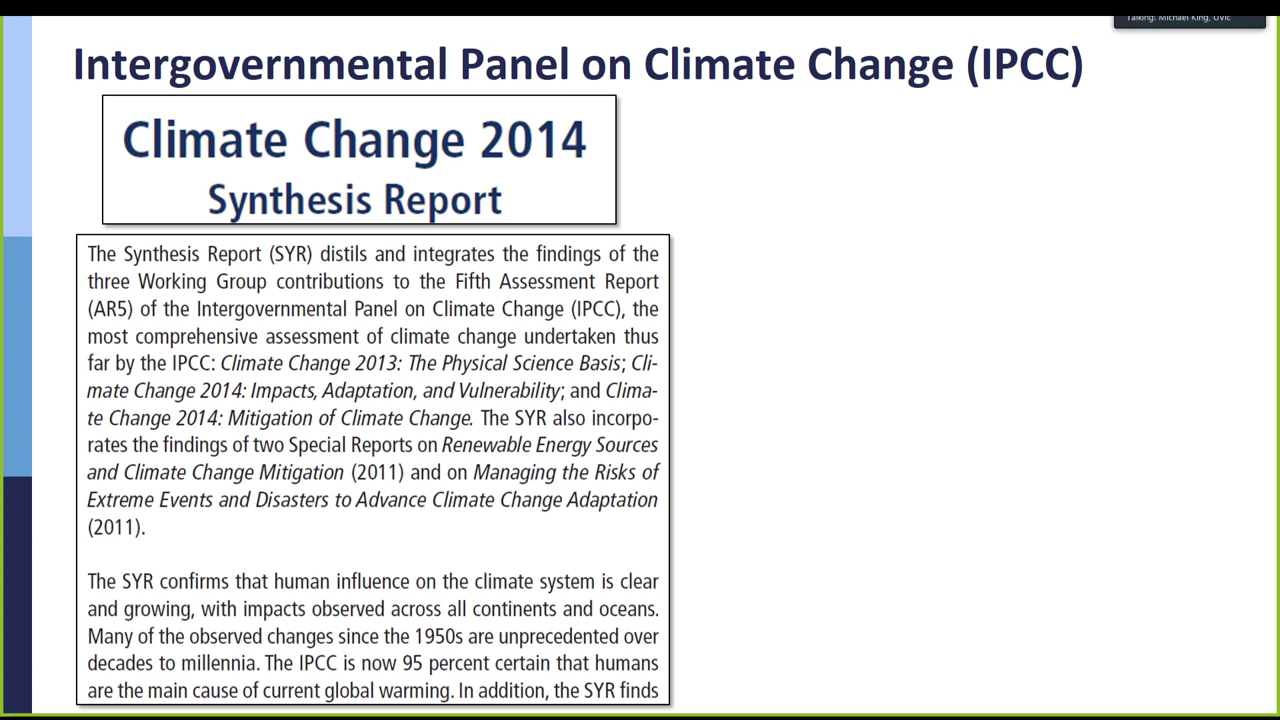 Talking: Michael King, UVic
Intergovernmental Panel on Climate Change (IPCC)
Climate Change 2014
Synthesis Report
The Synthesis Report (SYR) distils and integrates the findings of the
three Working Group contributions to the Fifth Assessment Report
(AR5) of the Intergovernmental Panel on Climate Change (IPCC), the
most comprehensive assessment of climate change undertaken thus
far by the IPCC: Climate Change 2013: The Physical Science Basis; Cli-
mate Change 2014: Impacts, Adaptation, and Vulnerability; and Clima-
te Change 2014: Mitigation of Climate Change. The SYR also incorpo-
rates the findings of two Special Reports on Renewable Energy Sources
and Climate Change Mitigation (2011) and on Managing the Risks of
Extreme Events and Disasters to Advance Climate Change Adaptation
(2011).
The SYR confirms that human influence on the climate system is clear
and growing, with impacts observed across all continents and oceans.
Many of the observed changes since the 1950s are unprecedented over
decades to millennia. The IPCC is now 95 percent certain that humans
are the main cause of current global warming. In addition, the SYR finds